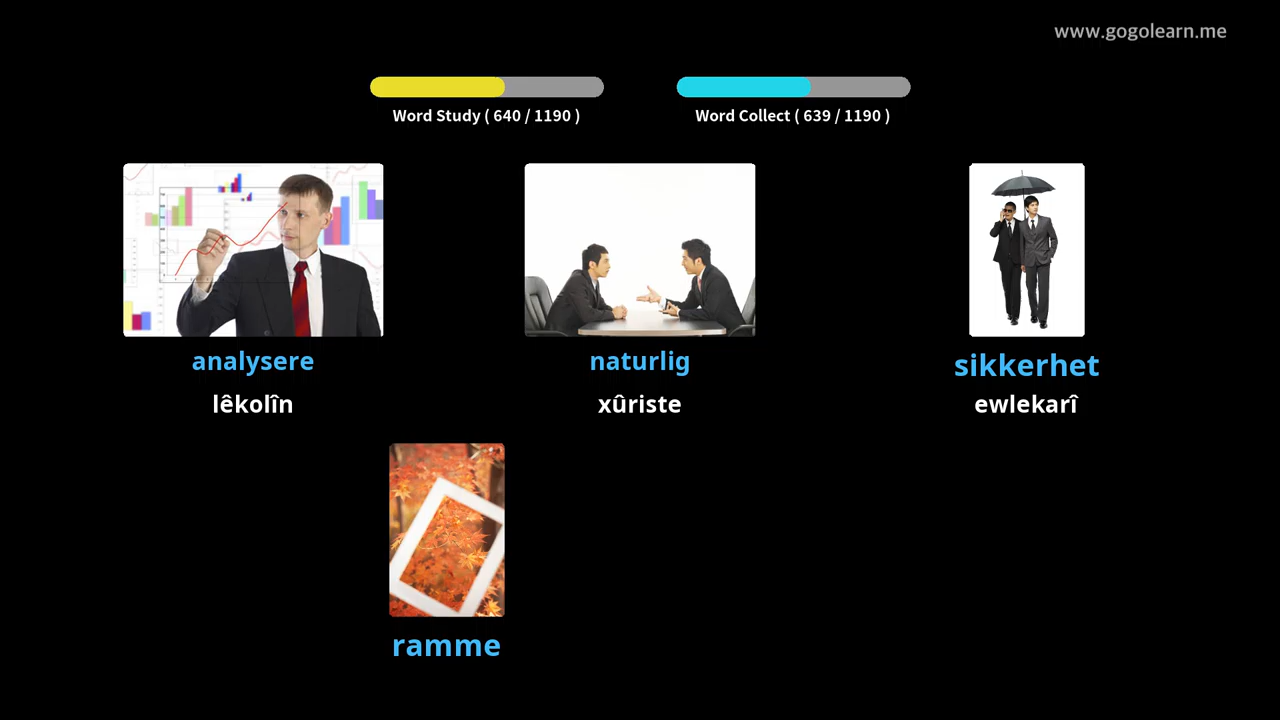 www.gogolearn.me
Word Study ( 640 / 1190 )
Word Collect ( 639 / 1190 )
analysere
naturlig
sikkerhet
lêkolîn
xûriste
ewlekarî
ramme